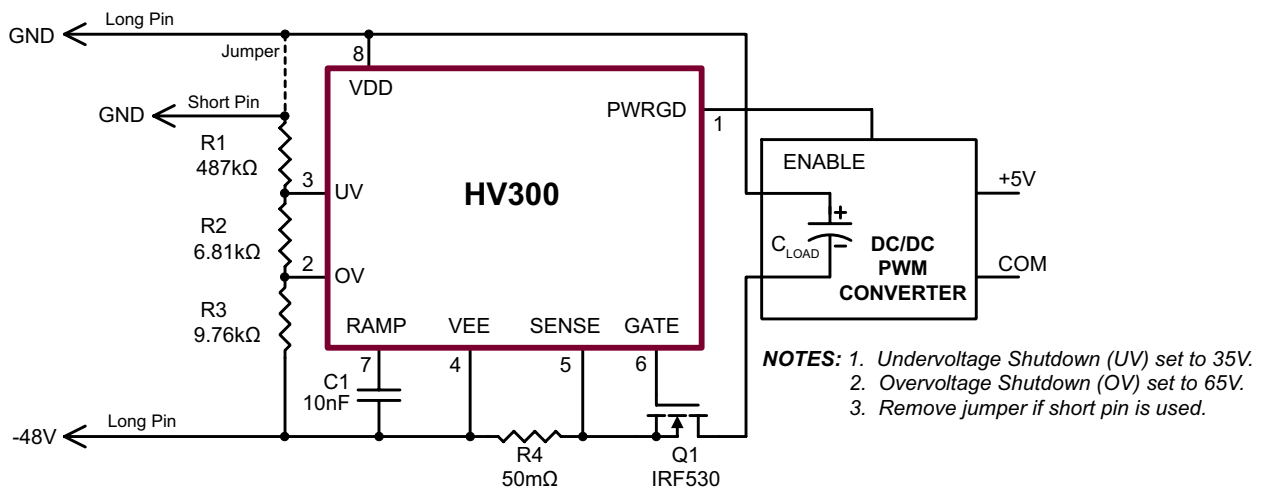 GND
Long Pin
Jumper
8
VDD
GND
Short Pin
PWRGD
1
R1
487kΩ
ENABLE
3
UV
HV300
+5V
+
R2
6.81kΩ
CLOAD
–
DC/DC
PWM
CONVERTER
2
OV
COM
R3
9.76kΩ
RAMP
VEE
SENSE
GATE
7
4
5
6
C1
10nF
NOTES: 1. Undervoltage Shutdown (UV) set to 35V.
2. Overvoltage Shutdown (OV) set to 65V.
3. Remove jumper if short pin is used.
-48V
Long Pin
R4
50mΩ
Q1
IRF530